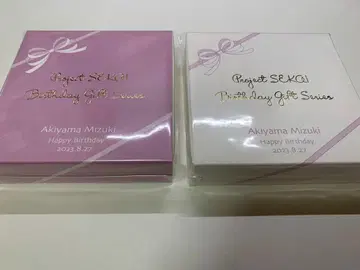 Project SEKAI
Birthday Gift Series
Akiyama Mizuki
Happy Birthday
2023.8.27
Project SEKAI
Birthday Gift Series
Akiyama Mizuki
Happy Birthday
2023.8.27